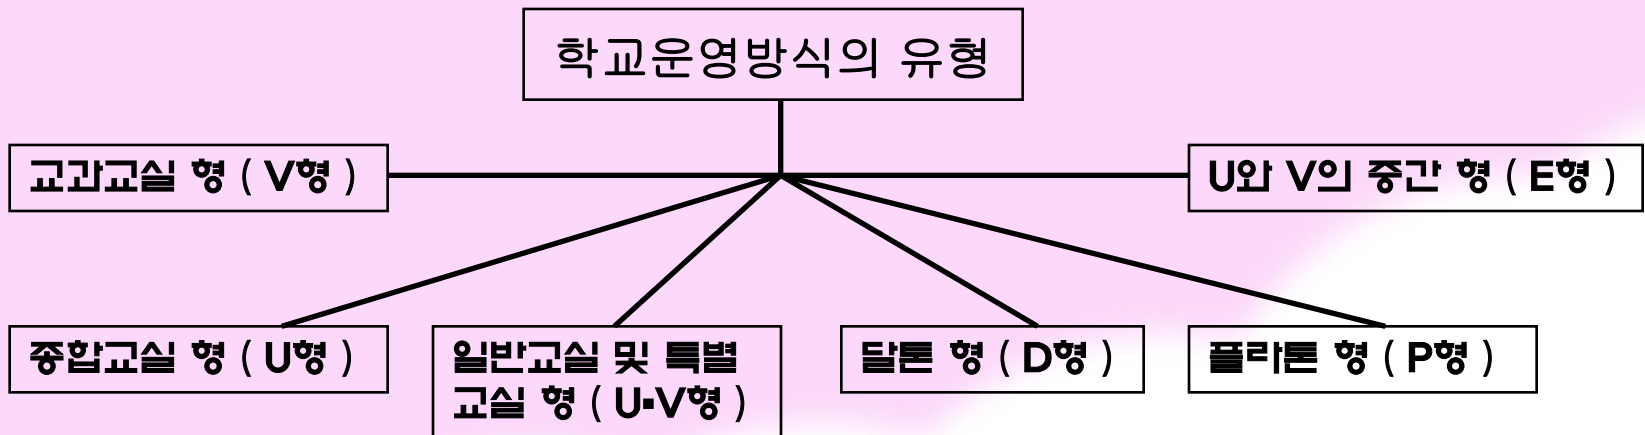 학교운영방식의 유형
교과교실 형 ( V형 )
U와 V의 중간 형 ( E형 )
종합교실 형 ( U형 )
일반교실 및 특별
교실 형 ( U·V형 )
달톤 형 ( D형 )
플라톤 형 ( P형 )